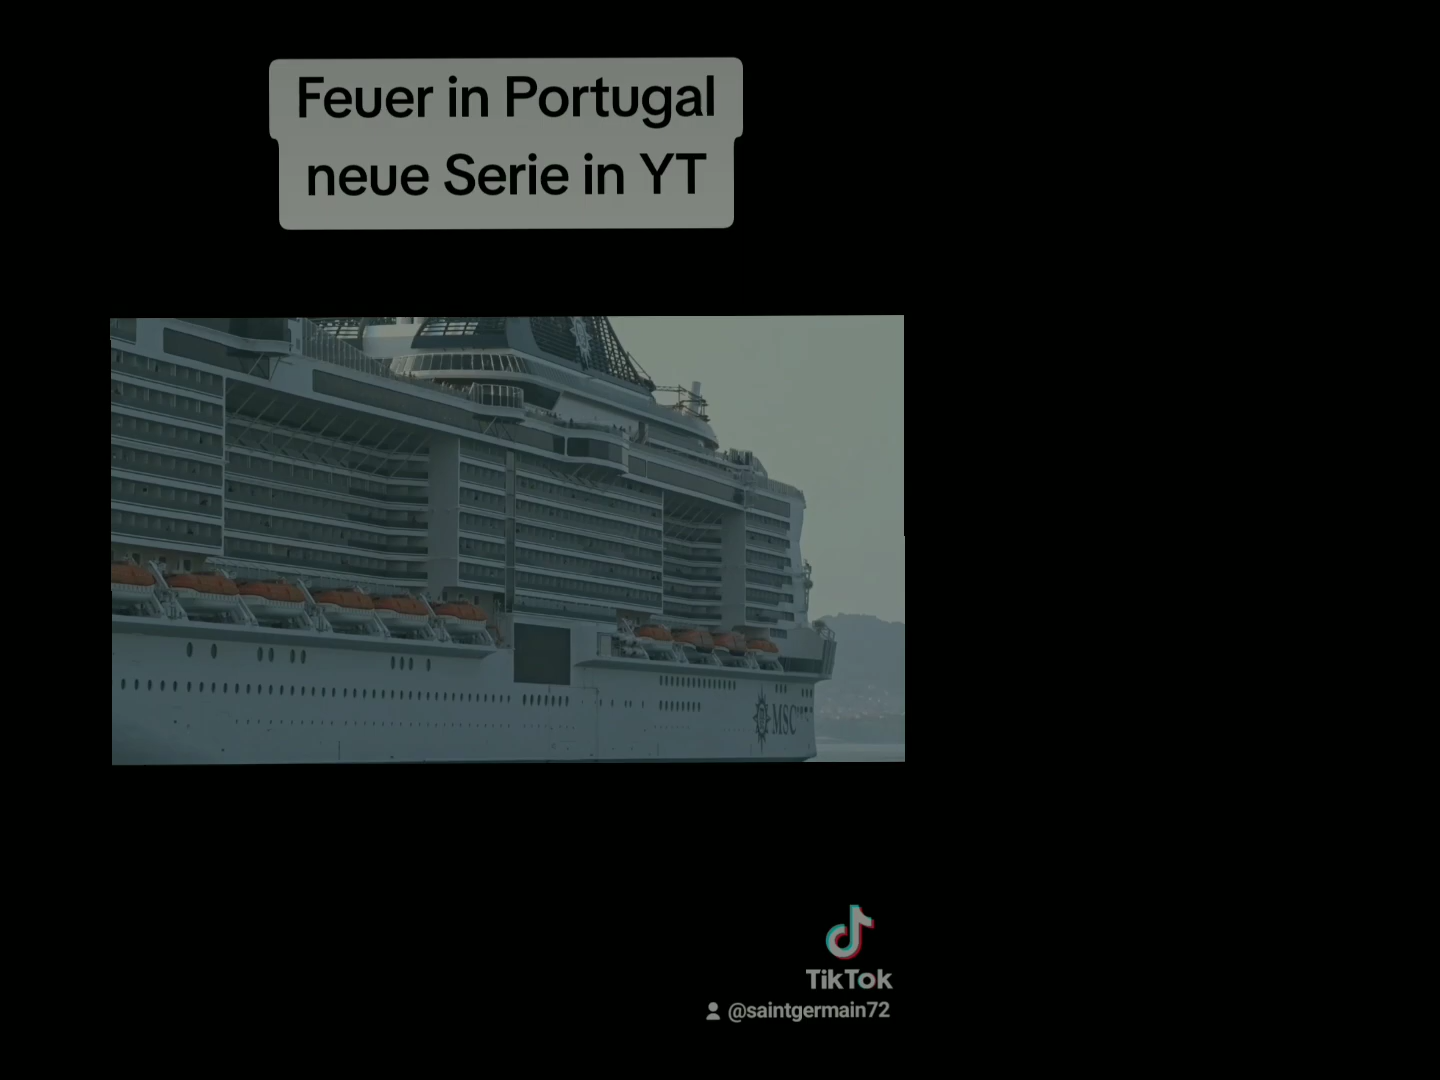 Feuer in Portugal
neue Serie in YT
MSC
TikTok
@saintgermain72